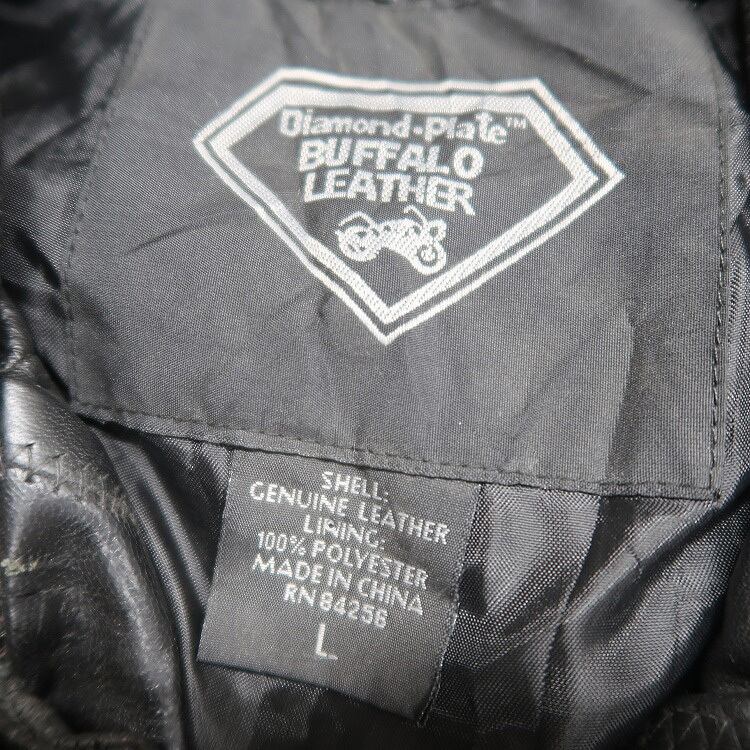 Diamond-Plate™
BUFFALO
LEATHER
SHELL:
GENUINE LEATHER
LINING:
100% POLYESTER
MADE IN CHINA
RN 84256
L